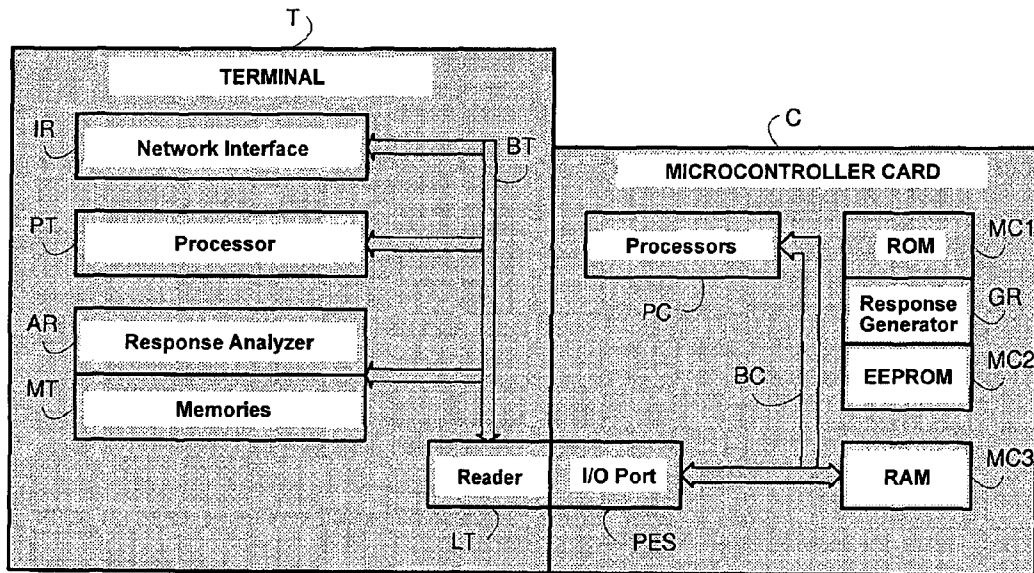 T
TERMINAL
IR
Network Interface
BT
PT
Processor
AR
Response Analyzer
MT
Memories
Reader
LT
C
MICROCONTROLLER CARD
Processors
PC
ROM
MC1
Response
Generator
GR
EEPROM
MC2
BC
I/O Port
PES
RAM
MC3